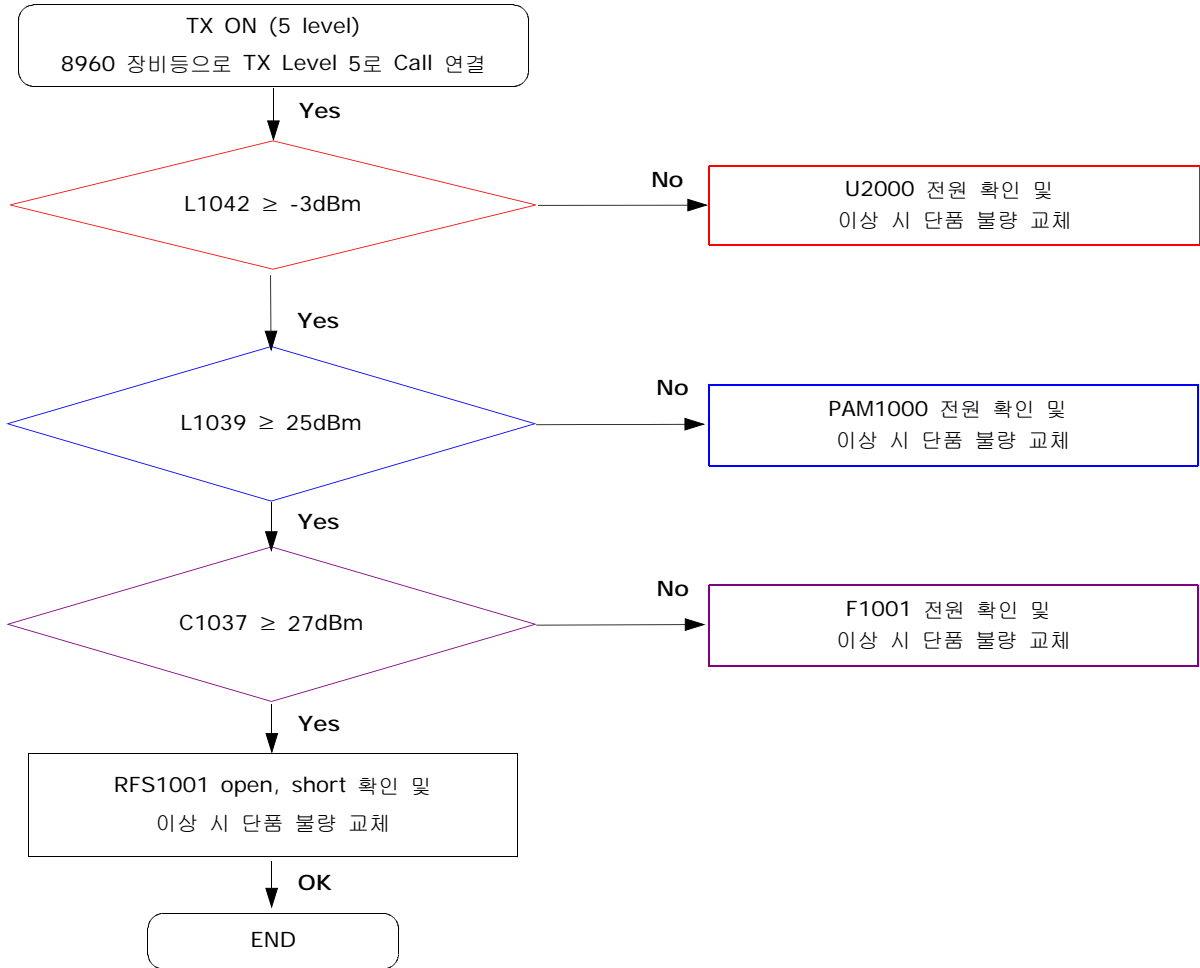 TX ON (5 level)
8960 장비등으로 TX Level 5로 Call 연결
Yes
L1042 ≥ -3dBm
No
U2000 전원 확인 및
이상 시 단품 불량 교체
Yes
L1039 ≥ 25dBm
No
PAM1000 전원 확인 및
이상 시 단품 불량 교체
Yes
C1037 ≥ 27dBm
No
F1001 전원 확인 및
이상 시 단품 불량 교체
Yes
RFS1001 open, short 확인 및
이상 시 단품 불량 교체
OK
END